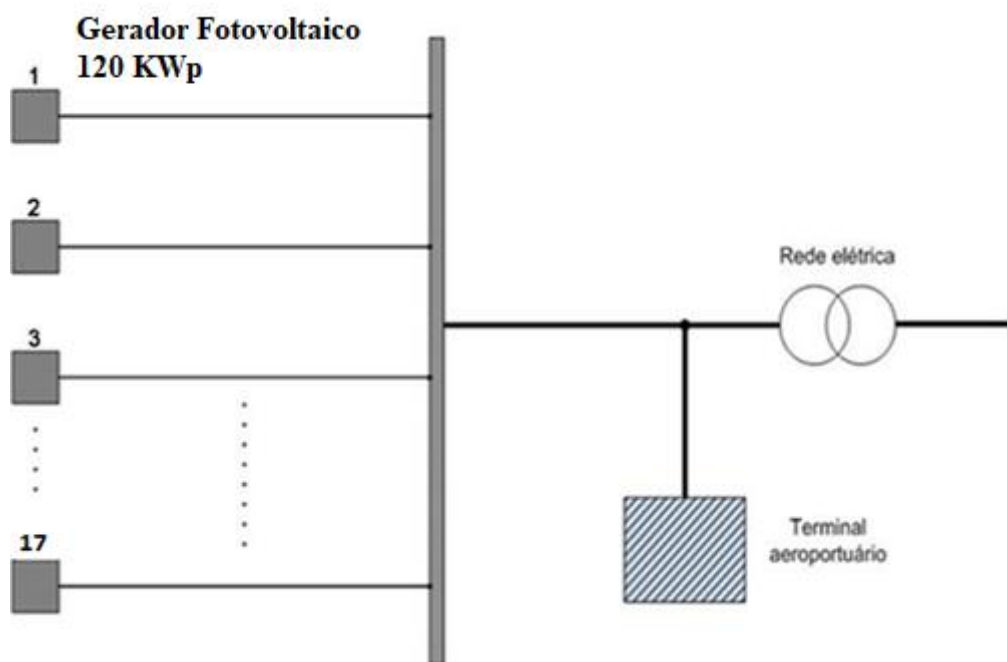 Gerador Fotovoltaico
120 KWp
1
2
3
17
Rede elétrica
Terminal
aeroportuário